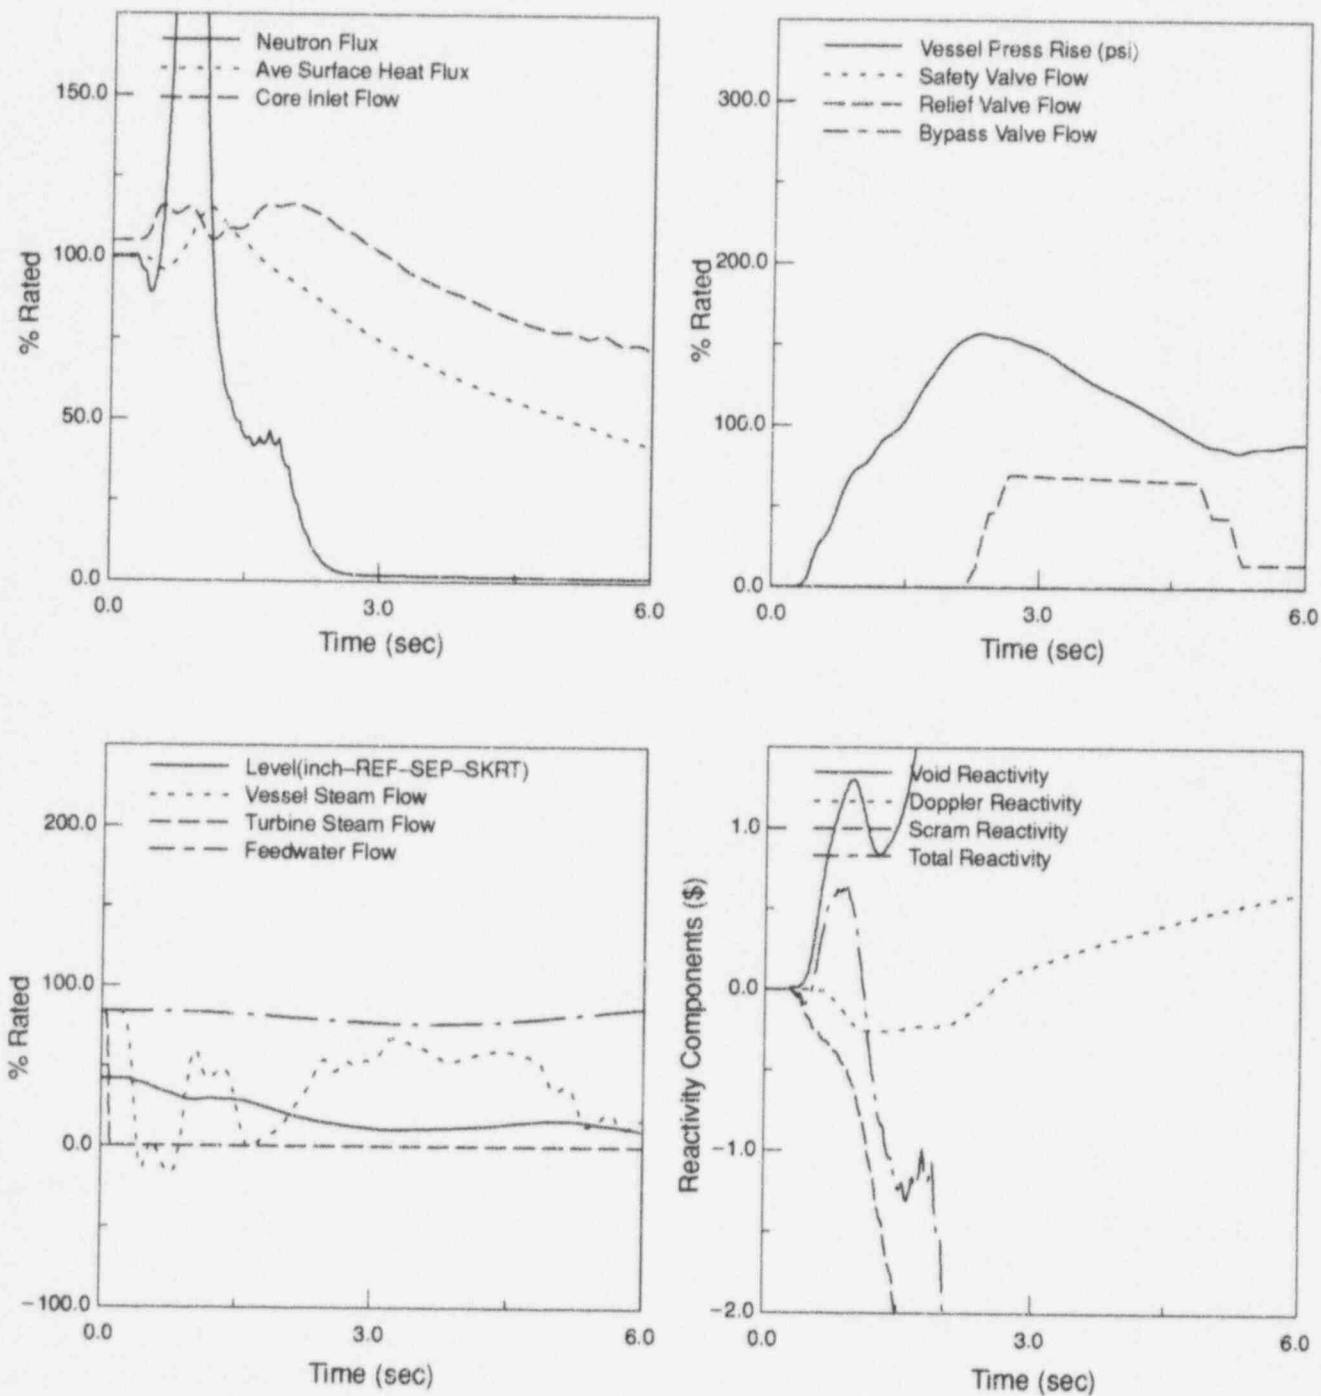 Neutron Flux
Ave Surface Heat Flux
Core Inlet Flow
150.0
100.0
50.0
0.0
% Rated
0.0
3.0
6.0
Time (sec)
Vessel Press Rise (psi)
Safety Valve Flow
Relief Valve Flow
Bypass Valve Flow
300.0
200.0
100.0
0.0
% Rated
0.0
3.0
6.0
Time (sec)
Level(inch-REF-SEP-SKRT)
Vessel Steam Flow
Turbine Steam Flow
Feedwater Flow
200.0
100.0
0.0
-100.0
% Rated
0.0
3.0
6.0
Time (sec)
Void Reactivity
Doppler Reactivity
Scram Reactivity
Total Reactivity
1.0
0.0
-1.0
-2.0
Reactivity Components ($)
0.0
3.0
6.0
Time (sec)